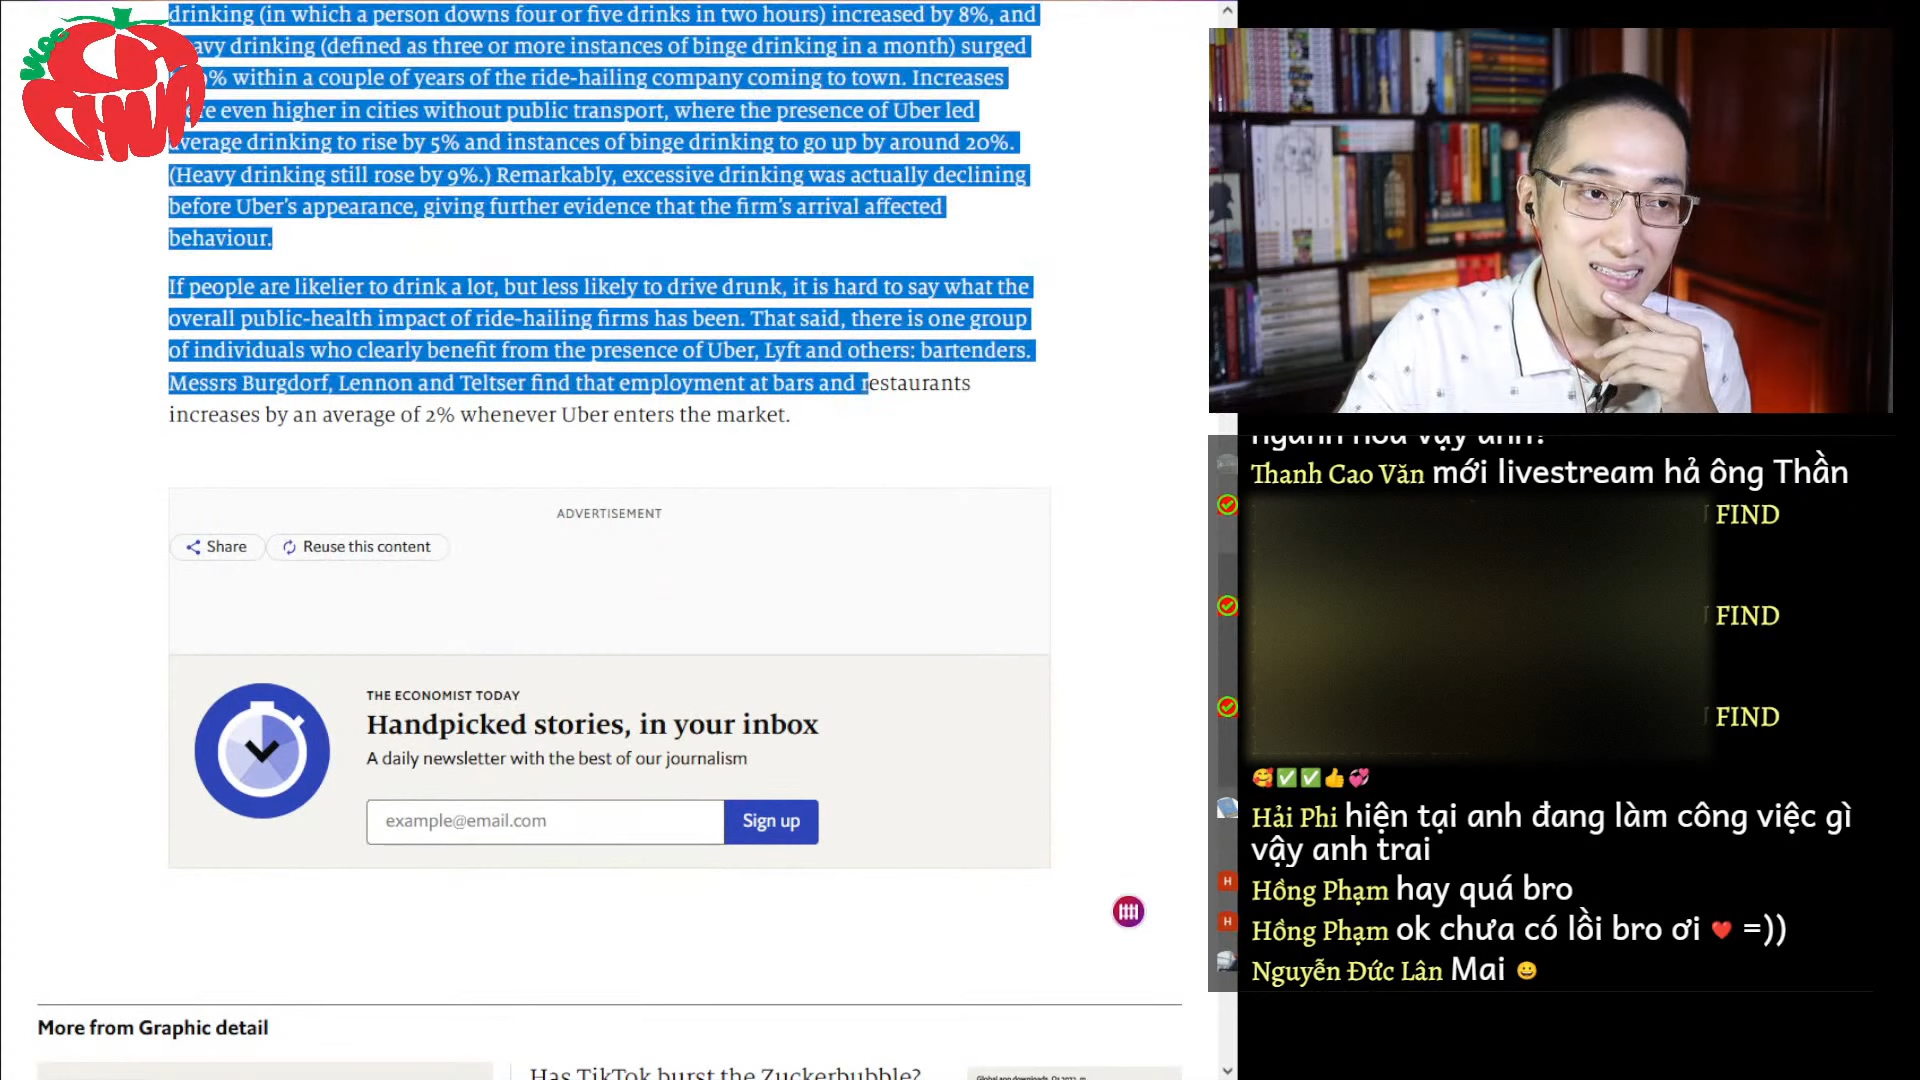 drinking (in which a person downs four or five drinks in two hours) increased by 8%, and
drinking (defined as three or more instances of binge drinking in a month) surged
within a couple of years of the ride-hailing company coming to town. Increases
even higher in cities without public transport, where the presence of Uber led
average drinking to rise by 5% and instances of binge drinking to go up by around 20%.
(Heavy drinking still rose by 9%.) Remarkably, excessive drinking was actually declining
before Uber’s appearance, giving further evidence that the firm’s arrival affected
behaviour.
If people are likelier to drink a lot, but less likely to drive drunk, it is hard to say what the
overall public-health impact of ride-hailing firms has been. That said, there is one group
of individuals who clearly benefit from the presence of Uber, Lyft and others: bartenders.
Messrs Burgdorf, Lennon and Teltser find that employment at bars and restaurants
increases by an average of 2% whenever Uber enters the market.
ADVERTISEMENT
Share
Reuse this content
THE ECONOMIST TODAY
Handpicked stories, in your inbox
A daily newsletter with the best of our journalism
example@email.com
Sign up
More from Graphic detail
Has TikTok burst the Zuckerbubble?
vậy anh?
Thanh Cao Văn mới livestream hả ông Thần
FIND
FIND
FIND
🥰✅✅👍💞
Hải Phi hiện tại anh đang làm công việc gì
vậy anh trai
H
Hồng Phạm hay quá bro
H
Hồng Phạm ok chưa có lồi bro ơi ❤️ =))
Nguyễn Đức Lân Mai 😀